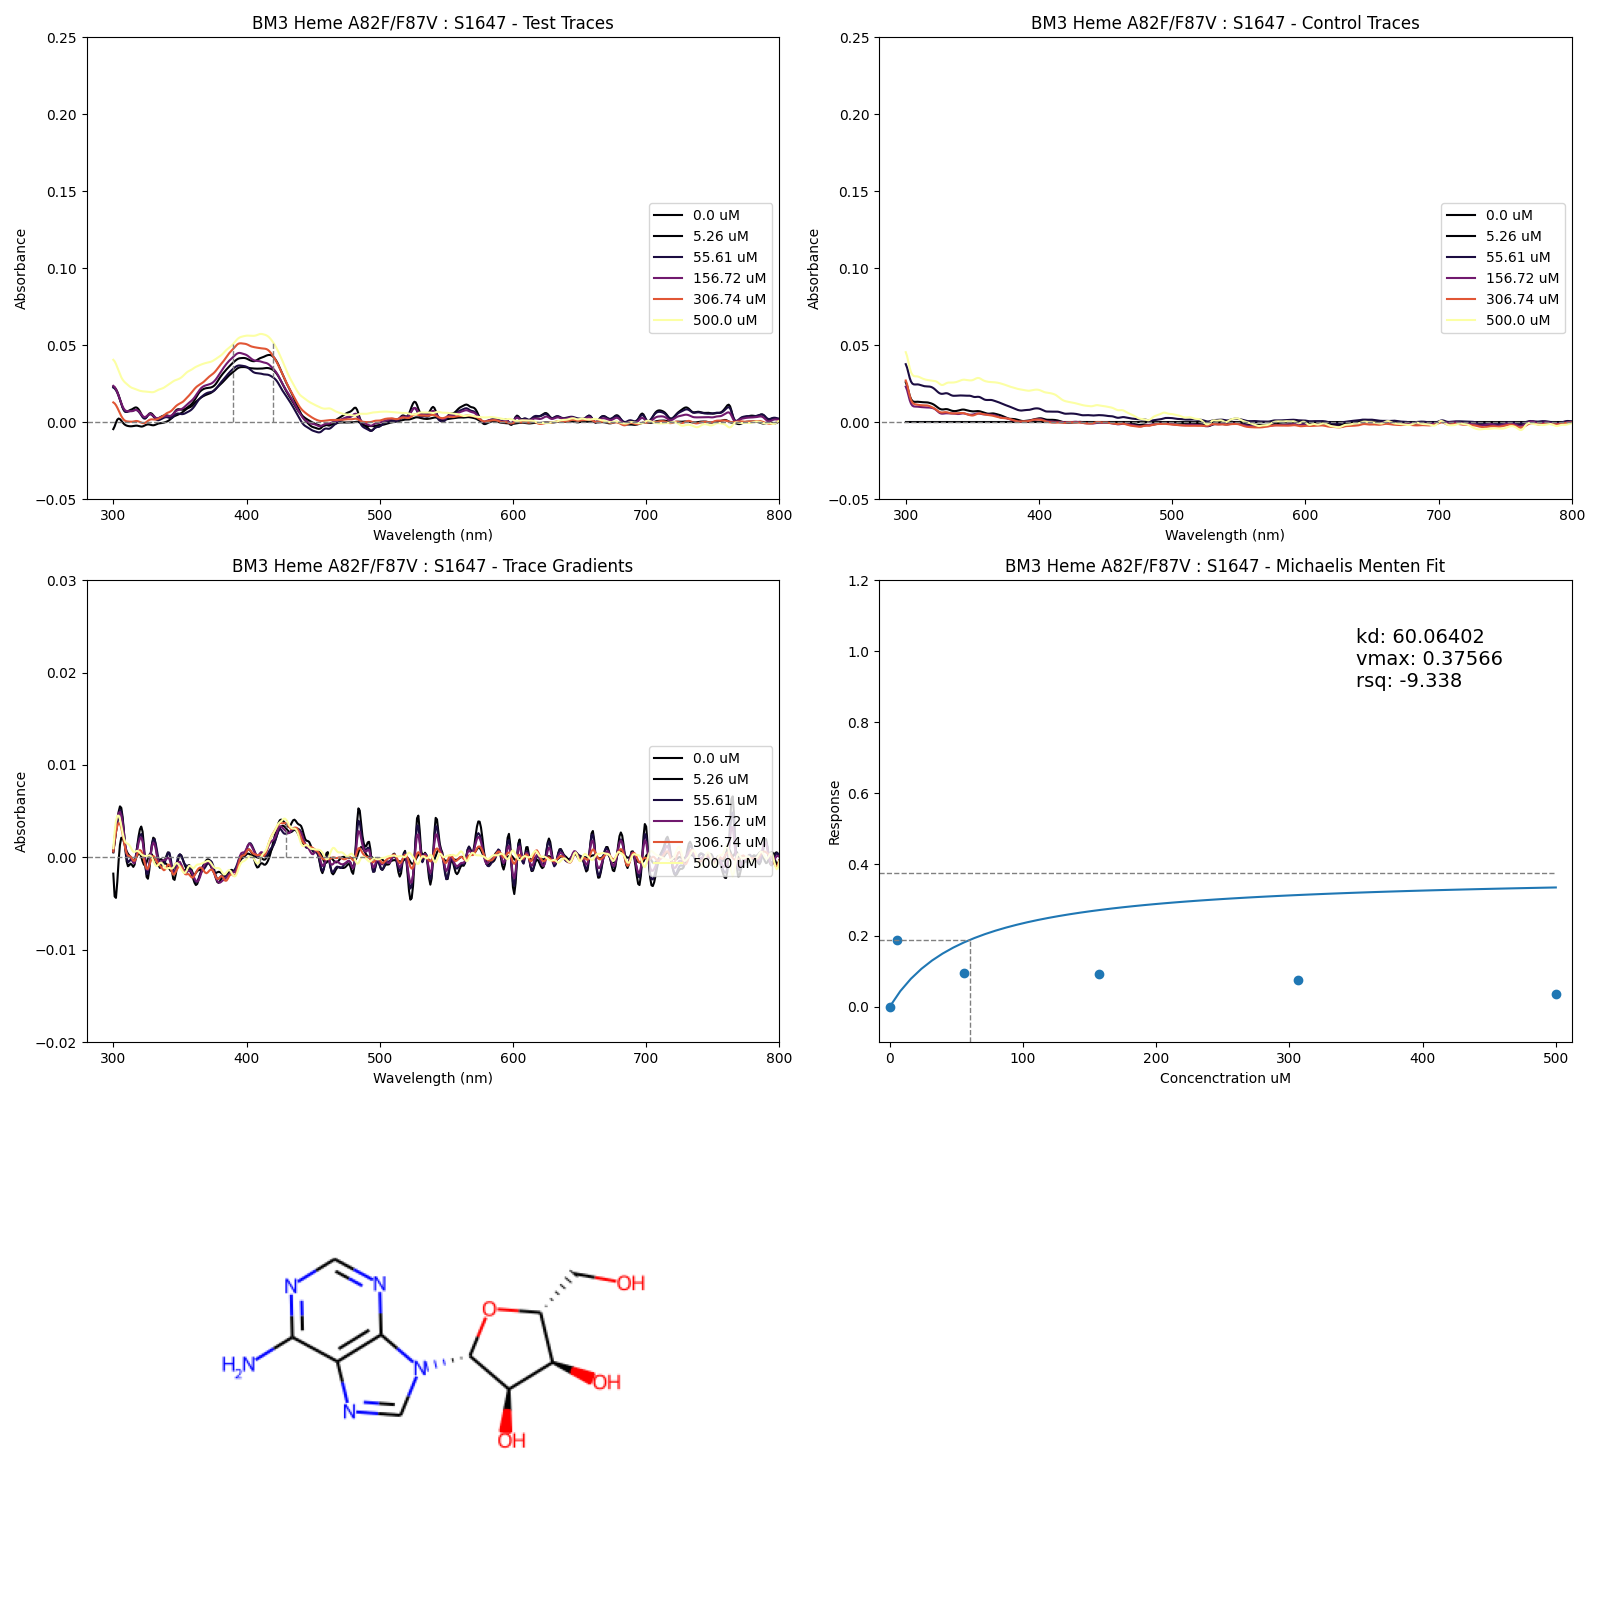 BM3 Heme A82F/F87V : S1647 - Test Traces
0.25
0.20
0.15
0.10
0.05
0.00
−0.05
Absorbance
300 400 500 600 700 800
Wavelength (nm)
0.0 uM
5.26 uM
55.61 uM
156.72 uM
306.74 uM
500.0 uM
BM3 Heme A82F/F87V : S1647 - Control Traces
0.25
0.20
0.15
0.10
0.05
0.00
−0.05
Absorbance
300 400 500 600 700 800
Wavelength (nm)
0.0 uM
5.26 uM
55.61 uM
156.72 uM
306.74 uM
500.0 uM
BM3 Heme A82F/F87V : S1647 - Trace Gradients
0.03
0.02
0.01
0.00
−0.01
−0.02
Absorbance
300 400 500 600 700 800
Wavelength (nm)
0.0 uM
5.26 uM
55.61 uM
156.72 uM
306.74 uM
500.0 uM
BM3 Heme A82F/F87V : S1647 - Michaelis Menten Fit
1.2
1.0
0.8
0.6
0.4
0.2
0.0
Response
0 100 200 300 400 500
Concenctration uM
kd: 60.06402
vmax: 0.37566
rsq: -9.338
N
N
H2N
N
N
O
OH
OH
OH